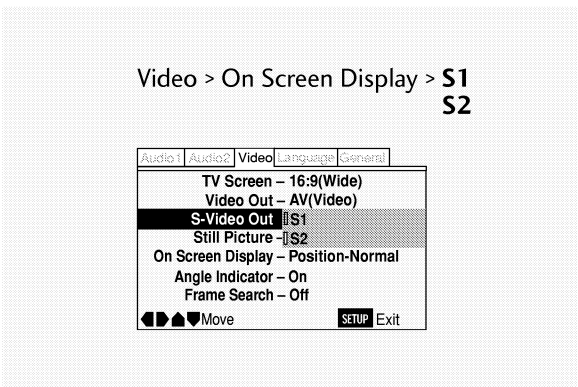 Video > On Screen Display > S1
S2
Audio1 Audio2 Video Language General
TV Screen – 16:9(Wide)
Video Out – AV(Video)
S-Video Out S1
Still Picture – S2
On Screen Display – Position-Normal
Angle Indicator – On
Frame Search – Off
Move SETUP Exit